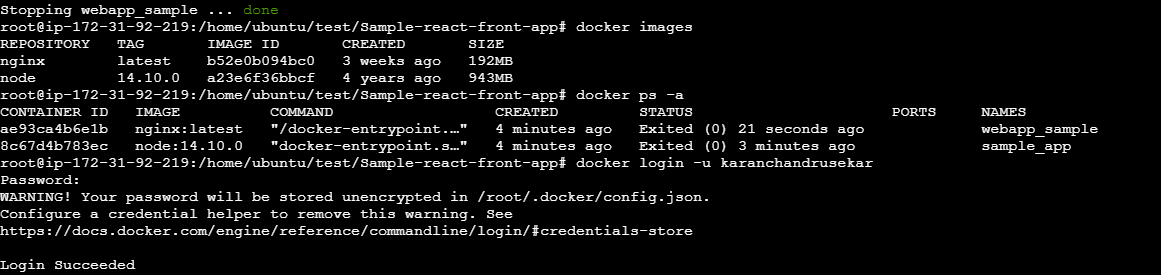 Stopping webapp_sample ... done
root@ip-172-31-92-219:/home/ubuntu/test/Sample-react-front-app# docker images
REPOSITORY   TAG       IMAGE ID       CREATED       SIZE
nginx        latest    b52e0b094bc0   3 weeks ago   192MB
node         14.10.0   a23e6f36bbcf   4 years ago   943MB
root@ip-172-31-92-219:/home/ubuntu/test/Sample-react-front-app# docker ps -a
CONTAINER ID   IMAGE          COMMAND                  CREATED         STATUS                      PORTS     NAMES
ae93ca4b6e1b   nginx:latest   "/docker-entrypoint.…"   4 minutes ago   Exited (0) 21 seconds ago             webapp_sample
8c67d4b783ec   node:14.10.0   "docker-entrypoint.s…"   4 minutes ago   Exited (0) 3 minutes ago              sample_app
root@ip-172-31-92-219:/home/ubuntu/test/Sample-react-front-app# docker login -u karanchandrusekar
Password:
WARNING! Your password will be stored unencrypted in /root/.docker/config.json.
Configure a credential helper to remove this warning. See
https://docs.docker.com/engine/reference/commandline/login/#credentials-store
Login Succeeded